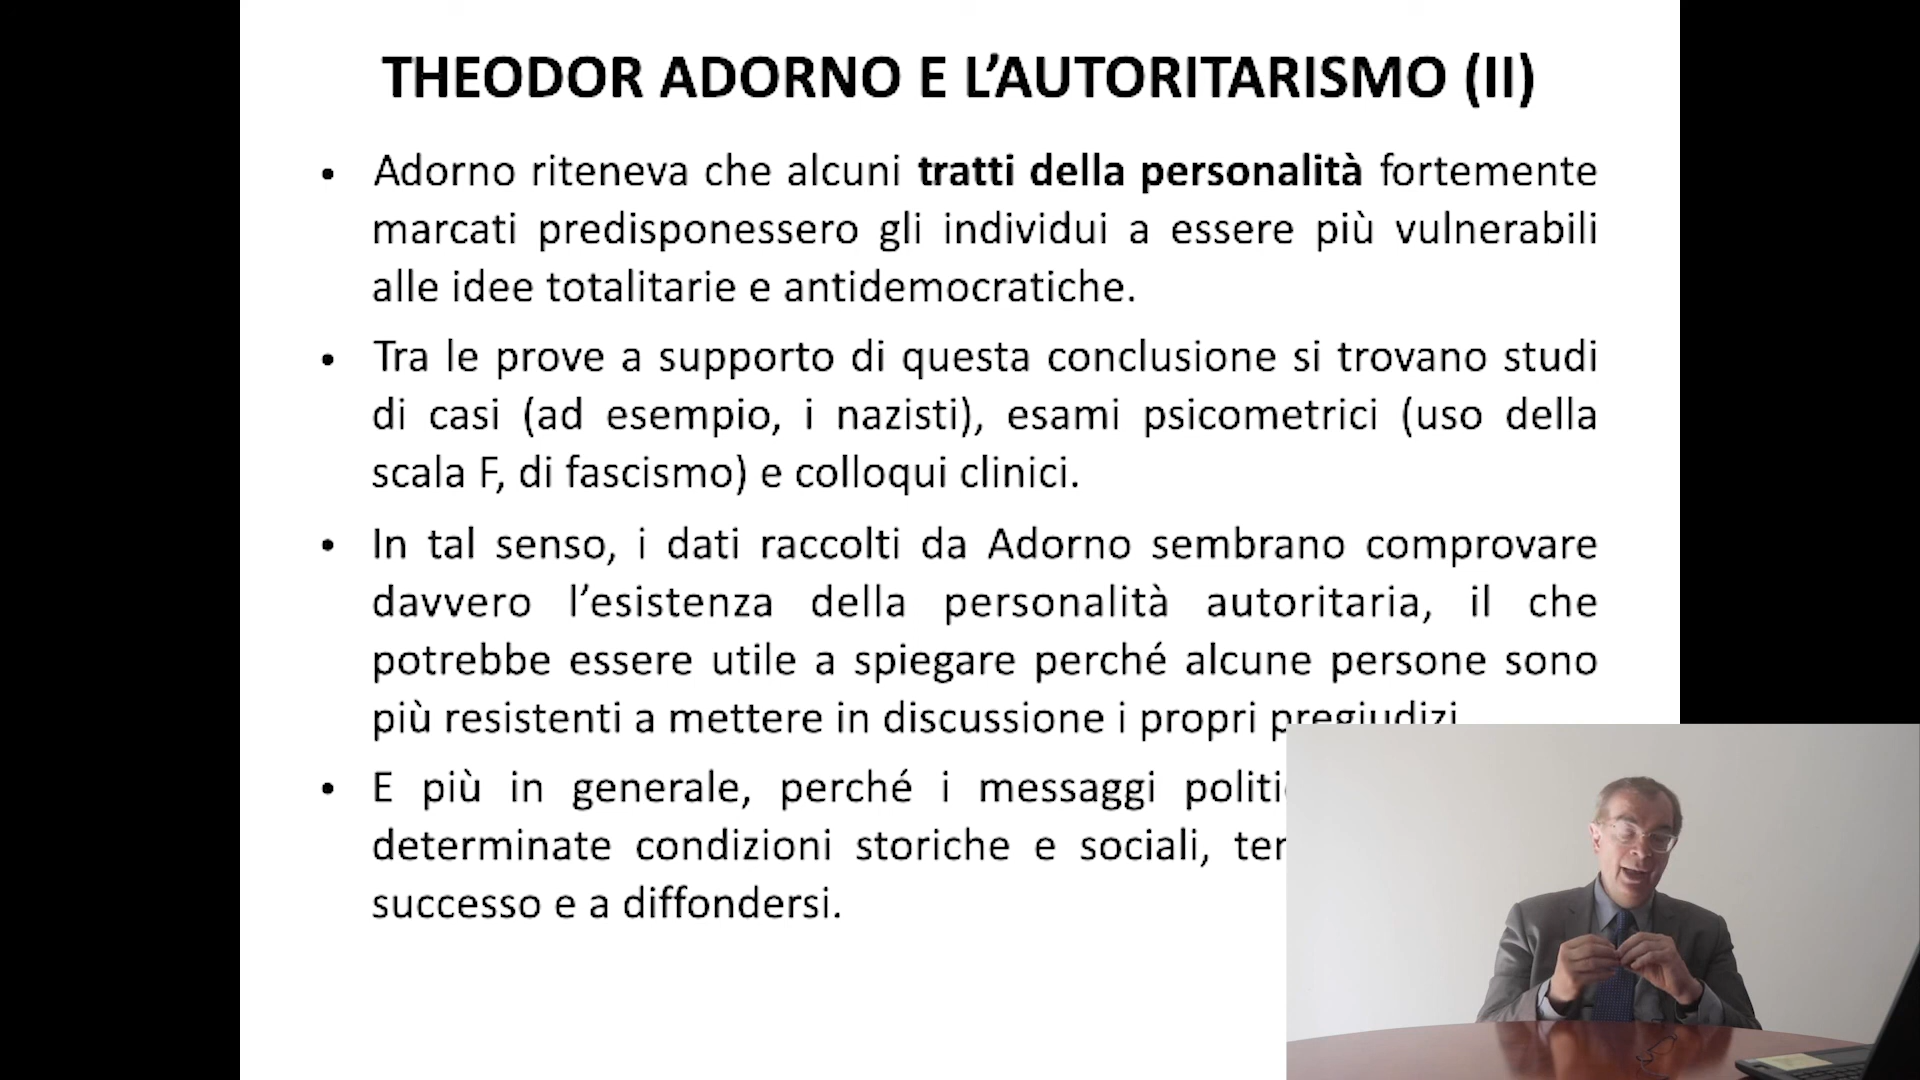 THEODOR ADORNO E L’AUTORITARISMO (II)
• Adorno riteneva che alcuni tratti della personalità fortemente
marcati predisponessero gli individui a essere più vulnerabili
alle idee totalitarie e antidemocratiche.
• Tra le prove a supporto di questa conclusione si trovano studi
di casi (ad esempio, i nazisti), esami psicometrici (uso della
scala F, di fascismo) e colloqui clinici.
• In tal senso, i dati raccolti da Adorno sembrano comprovare
davvero l’esistenza della personalità autoritaria, il che
potrebbe essere utile a spiegare perché alcune persone sono
più resistenti a mettere in discussione i propri pregiudizi
• E più in generale, perché i messaggi
determinate condizioni storiche e sociali,
successo e a diffondersi.